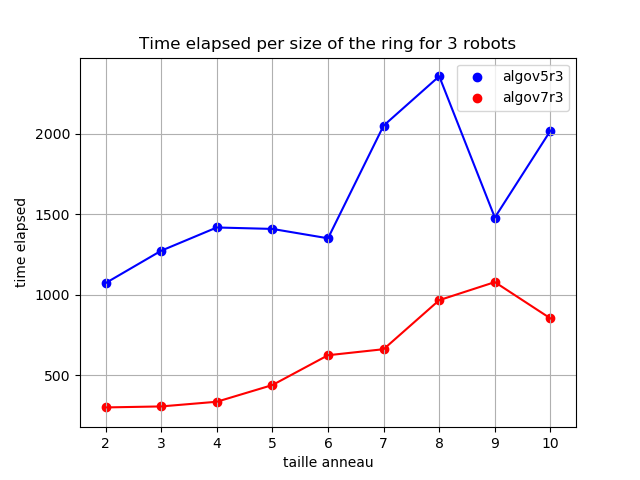 Time elapsed per size of the ring for 3 robots
algov5r3
algov7r3
time elapsed
2000
1500
1000
500
2 3 4 5 6 7 8 9 10
taille anneau